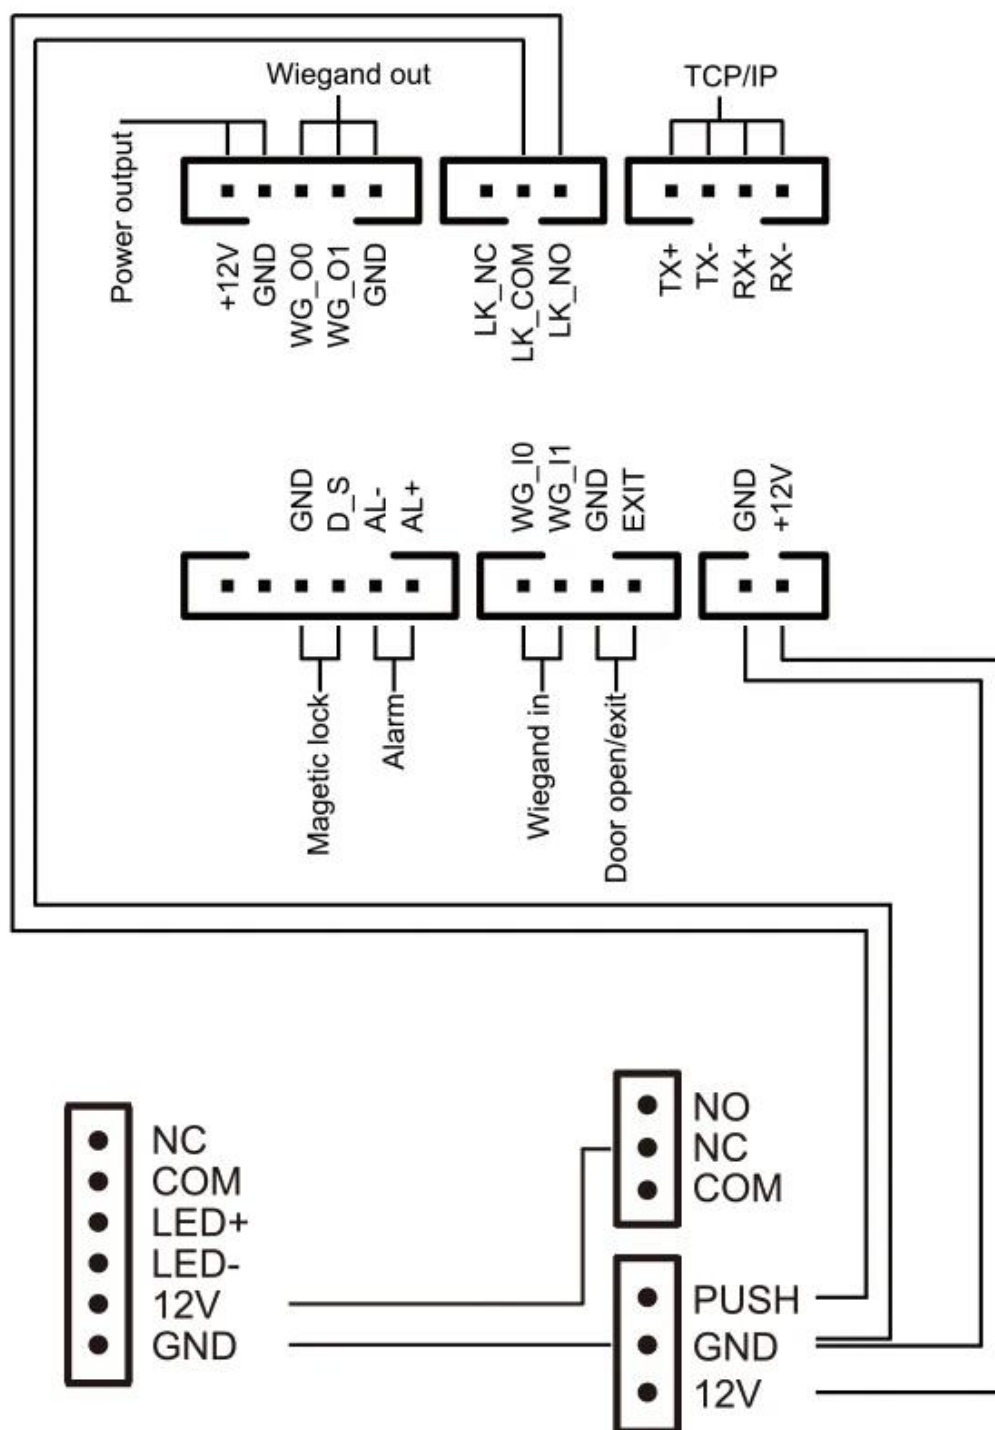 Wiegand out
TCP/IP
Power output
+12V
GND
WG_O0
WG_O1
GND
LK_NC
LK_COM
LK_NO
TX+
TX-
RX+
RX-
GND
D_S
AL-
AL+
WG_I0
WG_I1
GND
EXIT
GND
+12V
Magetic lock
Alarm
Wiegand in
Door open/exit
NO
NC
COM
NC
COM
LED+
LED-
12V
GND
PUSH
GND
12V